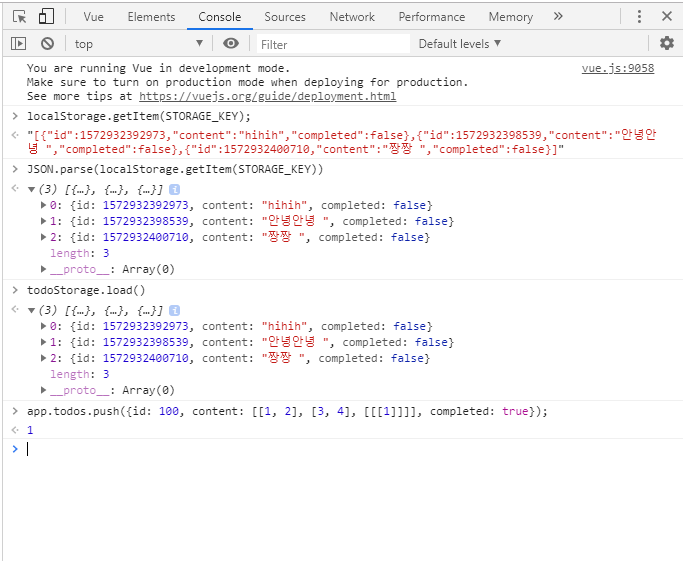 Vue Elements Console Sources Network Performance Memory »
top ▼ Filter Default levels ▼
You are running Vue in development mode. vue.js:9058
Make sure to turn on production mode when deploying for production.
See more tips at https://vuejs.org/guide/deployment.html
> localStorage.getItem(STORAGE_KEY);
"[{"id":1572932392973,"content":"hihih","completed":false},{"id":1572932398539,"content":"안녕안
녕 ","completed":false},{"id":1572932400710,"content":"짱짱 ","completed":false}]"
> JSON.parse(localStorage.getItem(STORAGE_KEY))
▼(3) [{…}, {…}, {…}] i
▶0: {id: 1572932392973, content: "hihih", completed: false}
▶1: {id: 1572932398539, content: "안녕안녕 ", completed: false}
▶2: {id: 1572932400710, content: "짱짱 ", completed: false}
length: 3
▶__proto__: Array(0)
> todoStorage.load()
▼(3) [{…}, {…}, {…}] i
▶0: {id: 1572932392973, content: "hihih", completed: false}
▶1: {id: 1572932398539, content: "안녕안녕 ", completed: false}
▶2: {id: 1572932400710, content: "짱짱 ", completed: false}
length: 3
▶__proto__: Array(0)
> app.todos.push({id: 100, content: [[1, 2], [3, 4], [[[1]]]], completed: true});
1
>